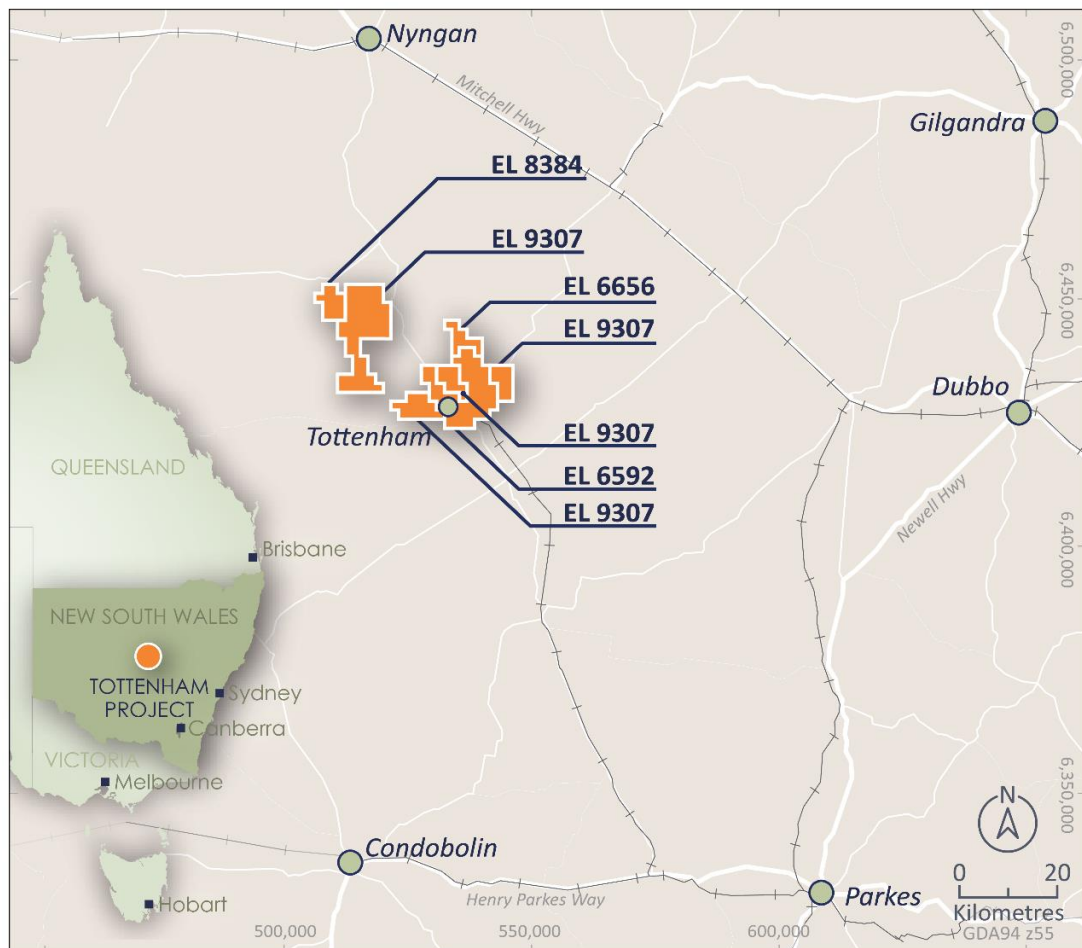 Nyngan
6,500,000
Mitchell Hwy
Gilgandra
EL 8384
EL 9307
EL 6656
6,450,000
EL 9307
Dubbo
Tottenham
EL 9307
QUEENSLAND
EL 6592
EL 9307
Newell Hwy
Brisbane
6,400,000
NEW SOUTH WALES
TOTTENHAM
PROJECT
Sydney
Canberra
VICTORIA
Melbourne
6,350,000
N
Condobolin
0 20
Henry Parkes Way
Parkes
Kilometres
Hobart
500,000
550,000
600,000
GDA94 z55